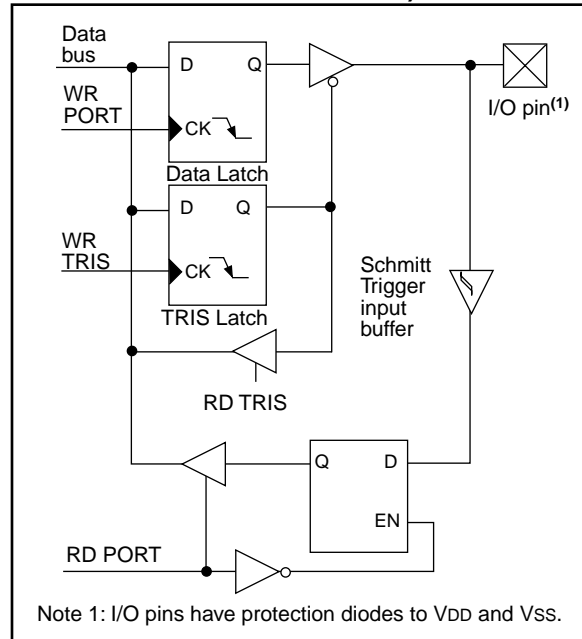 Data
bus
D
Q
WR
PORT
CK
I/O pin(1)
Data Latch
D
Q
WR
TRIS
CK
TRIS Latch
Schmitt
Trigger
input
buffer
RD TRIS
Q
D
EN
RD PORT
Note 1: I/O pins have protection diodes to VDD and VSS.